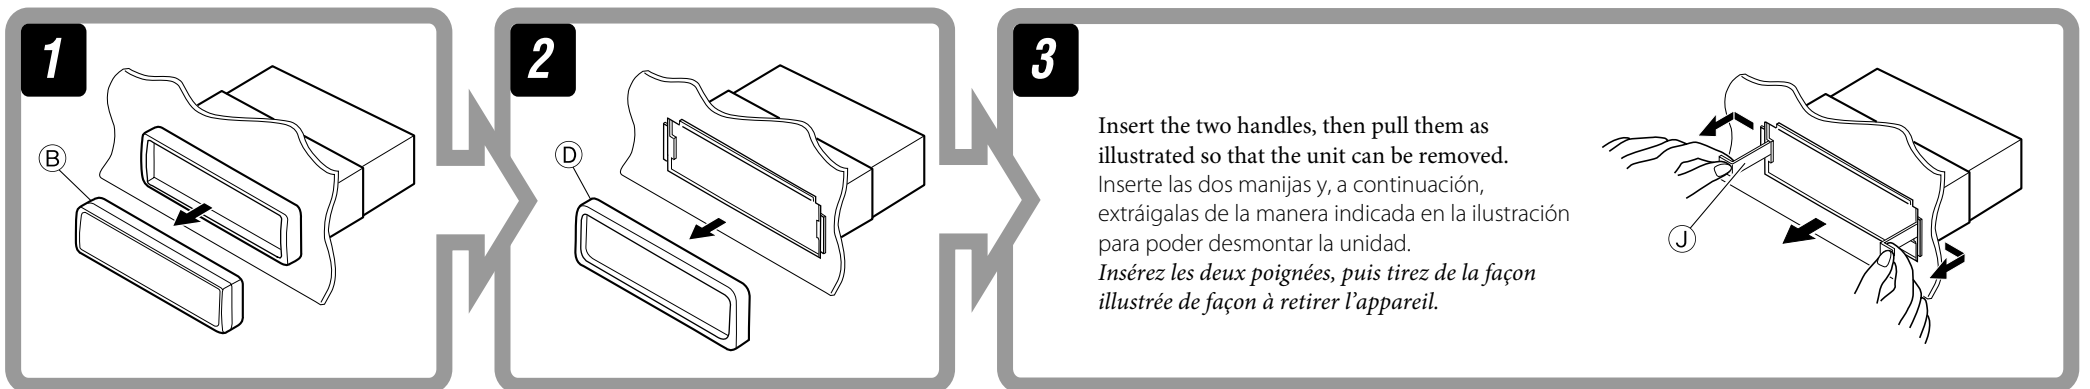 1
B
2
D
3
Insert the two handles, then pull them as
illustrated so that the unit can be removed.
Inserte las dos manijas y, a continuación,
extráigalas de la manera indicada en la ilustración
para poder desmontar la unidad.
Insérez les deux poignées, puis tirez de la façon
illustrée de façon à retirer l’appareil.
J